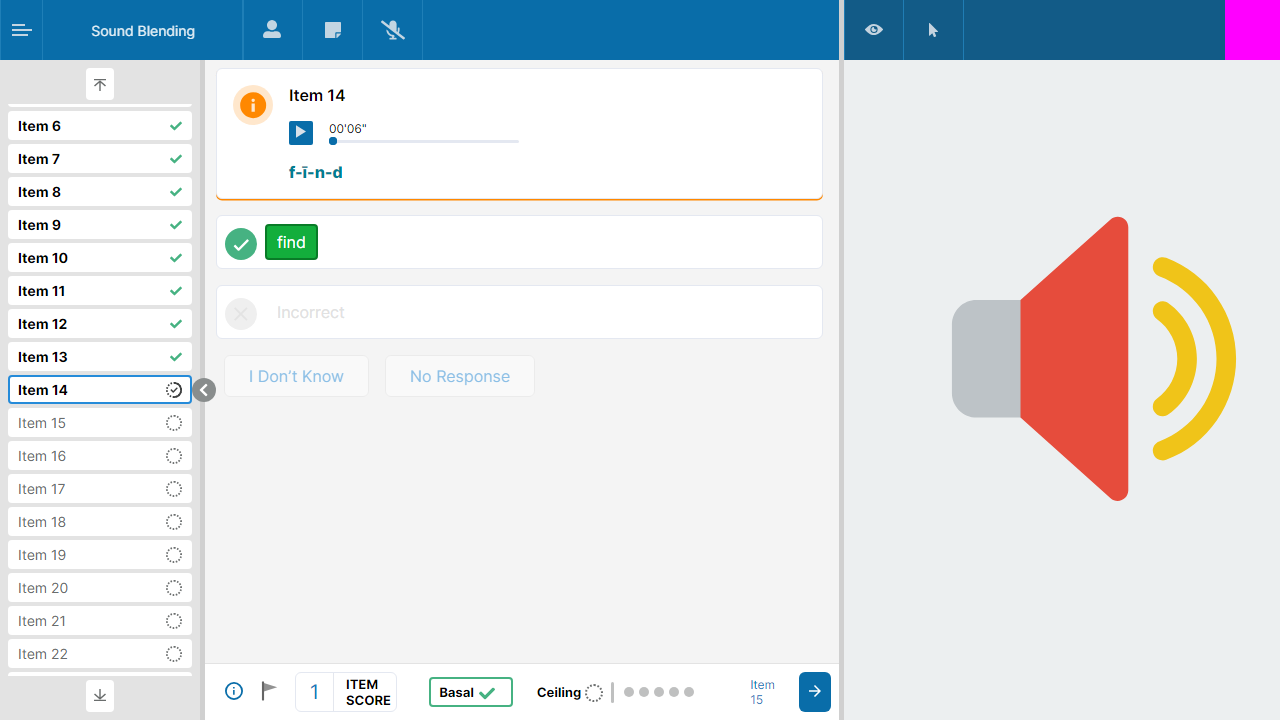 Sound Blending
Item 6
Item 7
Item 8
Item 9
Item 10
Item 11
Item 12
Item 13
Item 14
Item 15
Item 16
Item 17
Item 18
Item 19
Item 20
Item 21
Item 22
Item 14
00'06"
f-ī-n-d
find
Incorrect
I Don't Know
No Response
1
ITEM
SCORE
Basal
Ceiling
Item
15